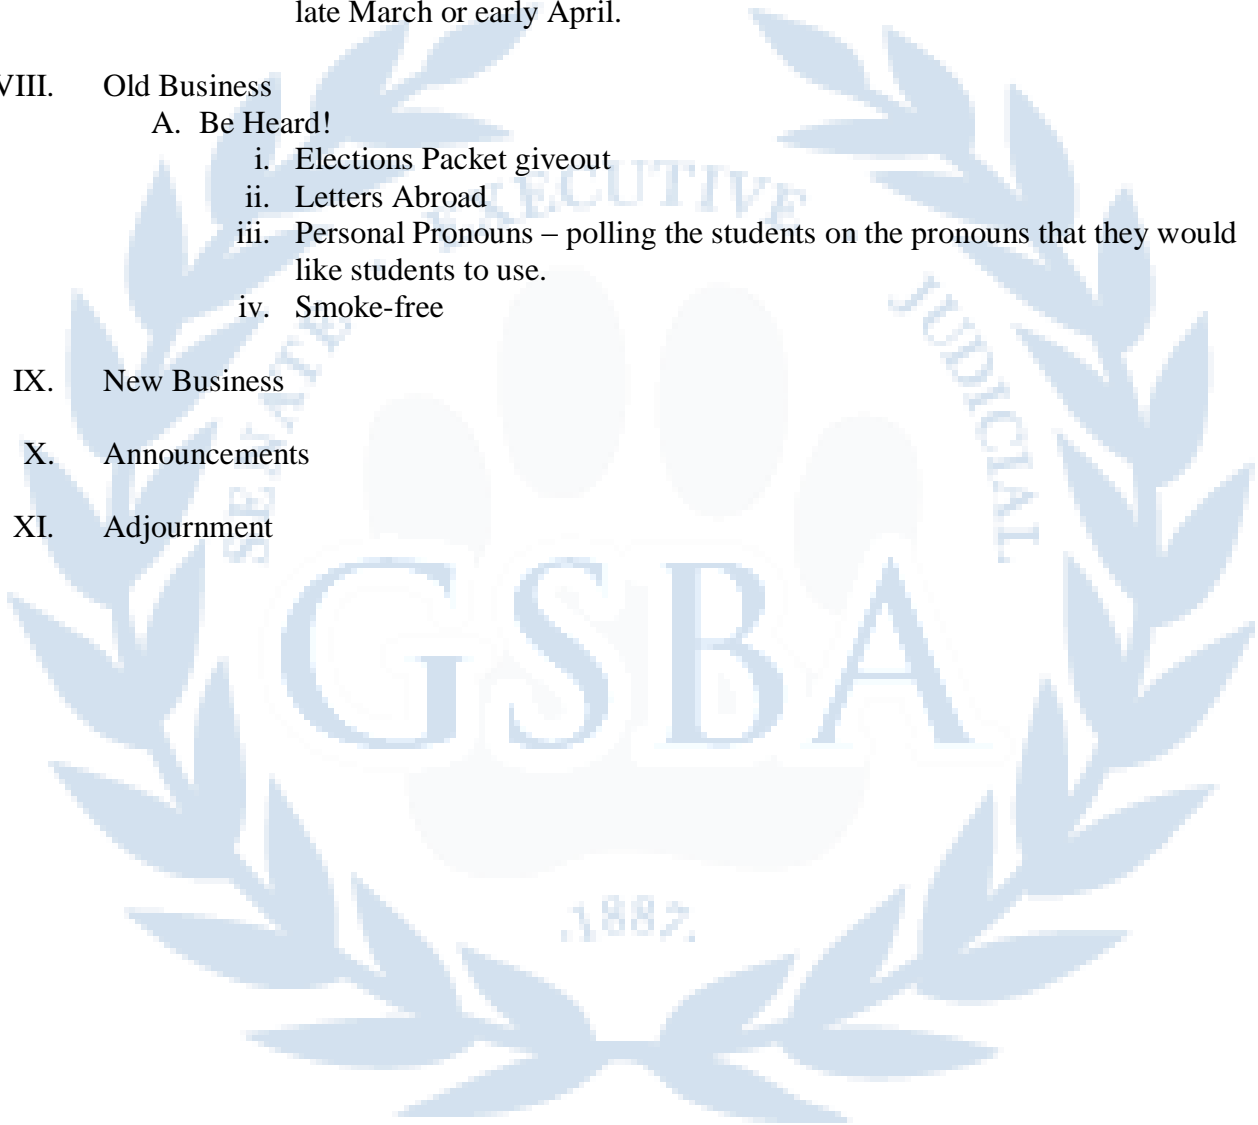 late March or early April.
VIII. Old Business
A. Be Heard!
i. Elections Packet giveout
ii. Letters Abroad
iii. Personal Pronouns – polling the students on the pronouns that they would
like students to use.
iv. Smoke-free
IX. New Business
X. Announcements
XI. Adjournment
SENATE EXECUTIVE JUDICIAL
GSBA
1887